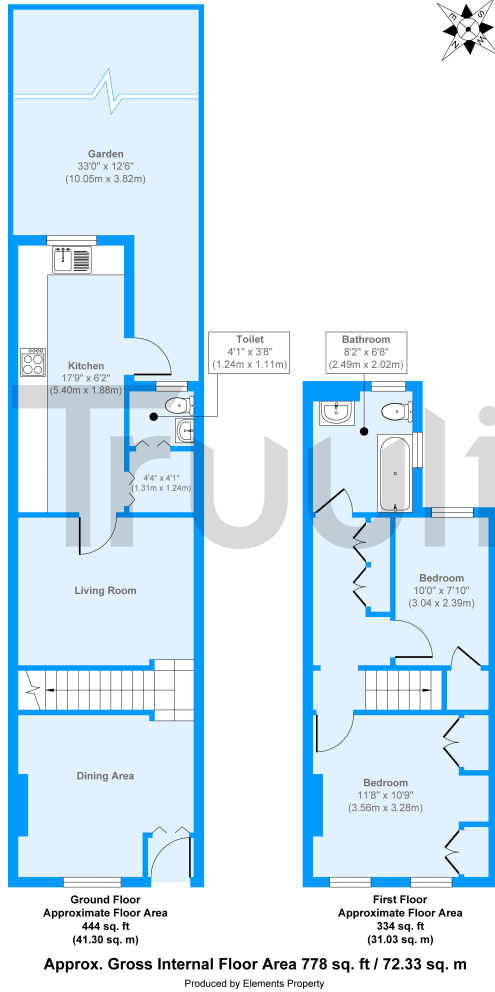 S
E
W
N
Garden
33'0" x 12'6"
(10.05m x 3.82m)
Toilet
4'1" x 3'8"
(1.24m x 1.11m)
Bathroom
8'2" x 6'8"
(2.49m x 2.02m)
Kitchen
17'9" x 6'2"
(5.40m x 1.88m)
Truuli
4'4" x 4'1"
(1.31m x 1.24m)
Living Room
Bedroom
10'0" x 7'10"
(3.04m x 2.39m)
Dining Area
Bedroom
11'8" x 10'9"
(3.56m x 3.28m)
Ground Floor
Approximate Floor Area
444 sq. ft
(41.30 sq. m)
First Floor
Approximate Floor Area
334 sq. ft
(31.03 sq. m)
Approx. Gross Internal Floor Area 778 sq. ft / 72.33 sq. m
Produced by Elements Property